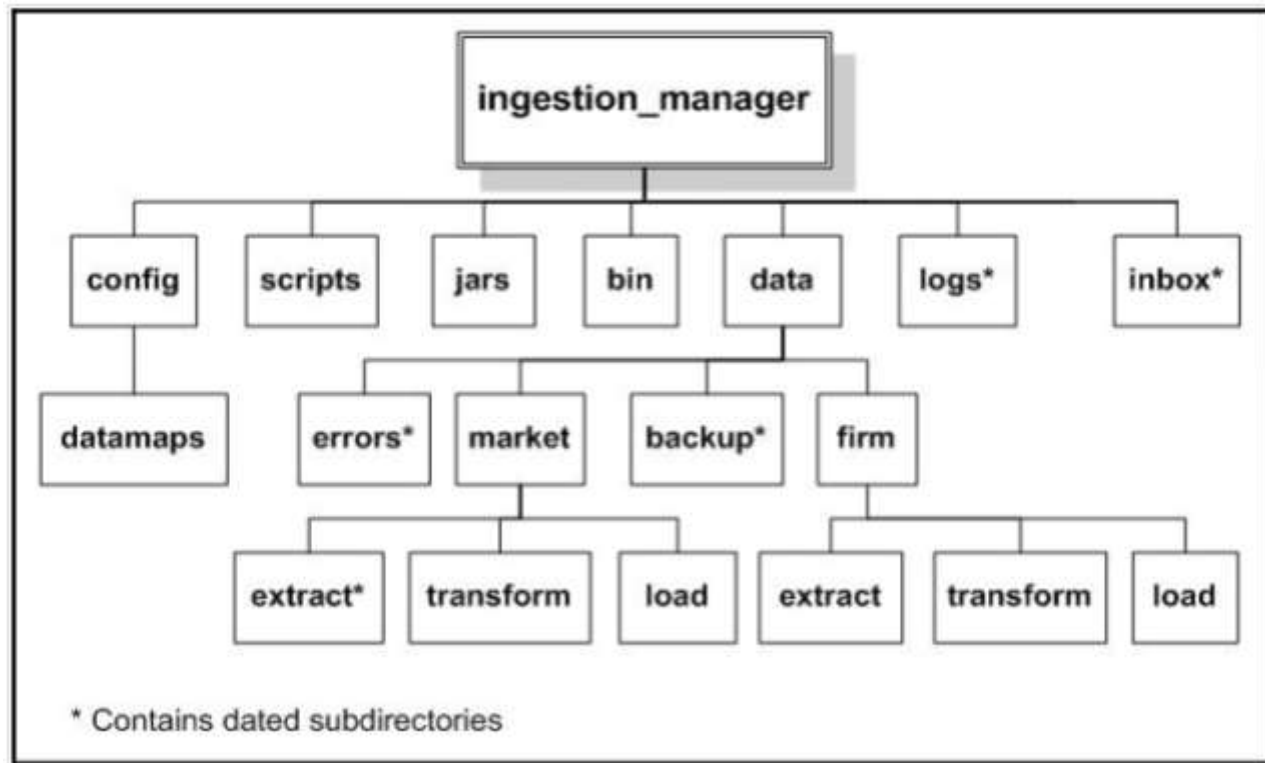 ingestion_manager
config scripts jars bin data logs* inbox*
datamaps errors* market backup* firm
extract* transform load extract transform load
* Contains dated subdirectories